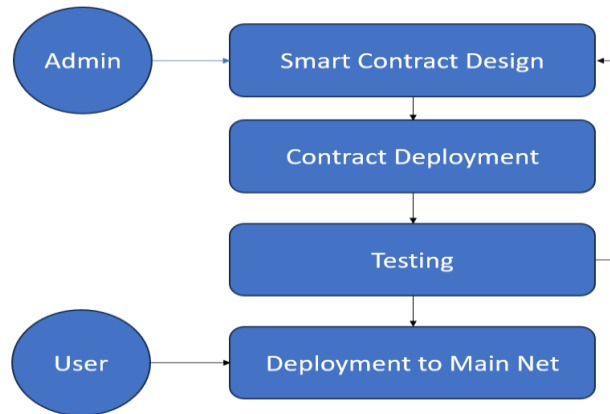 Admin
Smart Contract Design
Contract Deployment
Testing
User
Deployment to Main Net